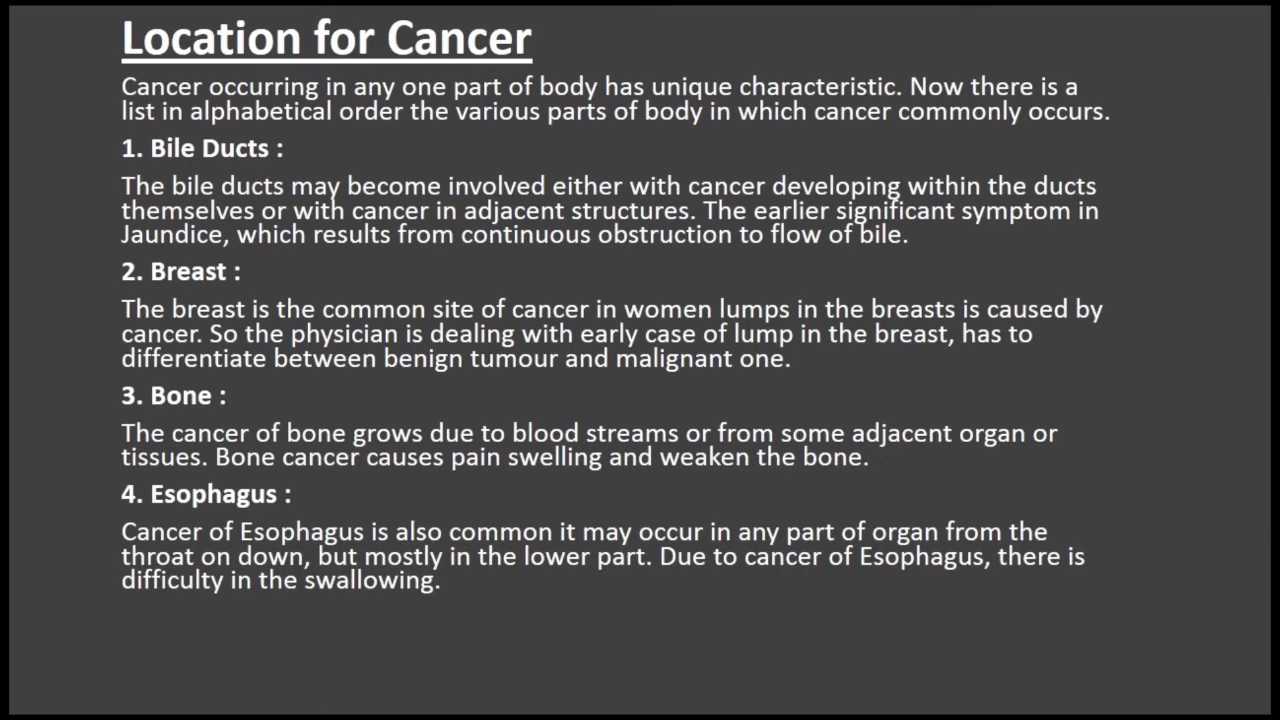 Location for Cancer
Cancer occurring in any one part of body has unique characteristic. Now there is a
list in alphabetical order the various parts of body in which cancer commonly occurs.
1. Bile Ducts :
The bile ducts may become involved either with cancer developing within the ducts
themselves or with cancer in adjacent structures. The earlier significant symptom in
Jaundice, which results from continuous obstruction to flow of bile.
2. Breast :
The breast is the common site of cancer in women lumps in the breasts is caused by
cancer. So the physician is dealing with early case of lump in the breast, has to
differentiate between benign tumour and malignant one.
3. Bone :
The cancer of bone grows due to blood streams or from some adjacent organ or
tissues. Bone cancer causes pain swelling and weaken the bone.
4. Esophagus :
Cancer of Esophagus is also common it may occur in any part of organ from the
throat on down, but mostly in the lower part. Due to cancer of Esophagus, there is
difficulty in the swallowing.